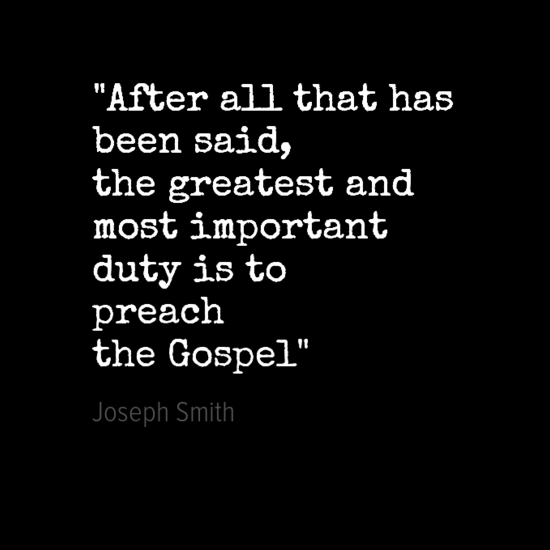 "After all that has
been said,
the greatest and
most important
duty is to
preach
the Gospel"
Joseph Smith